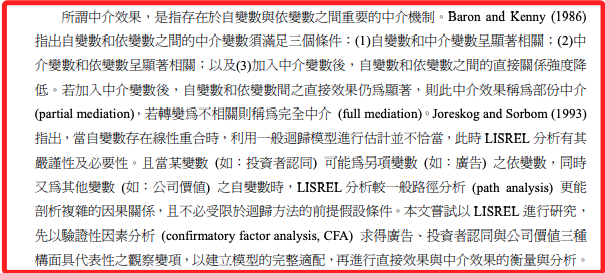 所謂中介效果，是指存在於自變數與依變數之間重要的中介機制。Baron and Kenny (1986)
指出自變數和依變數之間的中介變數須滿足三個條件：(1)自變數和中介變數呈顯著相關；(2)中
介變數和依變數呈顯著相關；以及(3)加入中介變數後，自變數和依變數之間的直接關係強度降
低。若加入中介變數後，自變數和依變數間之直接效果仍為顯著，則此中介效果稱為部份中介
(partial mediation)，若轉變為不相關則稱為完全中介 (full mediation)。Joreskog and Sorbom (1993)
指出，當自變數存在線性重合時，利用一般迴歸模型進行估計並不恰當，此時 LISREL 分析有其
嚴謹性及必要性。且當某變數 (如：投資者認同) 可能為另項變數 (如：廣告) 之依變數，同時
又為其他變數 (如：公司價值) 之自變數時，LISREL 分析較一般路徑分析 (path analysis) 更能
剖析複雜的因果關係，且不必受限於迴歸方法的前提假設條件。本文嘗試以 LISREL 進行研究，
先以驗證性因素分析 (confirmatory factor analysis, CFA) 求得廣告、投資者認同與公司價值三種
構面具代表性之觀察變項，以建立模型的完整適配，再進行直接效果與中介效果的衡量與分析。